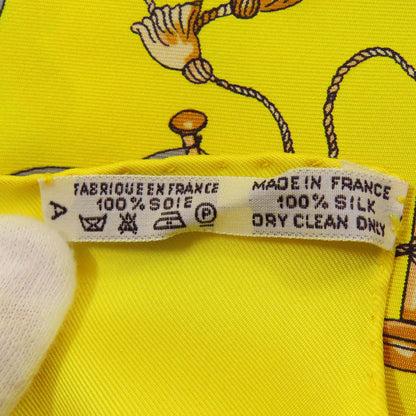 A
FABRIQUE EN FRANCE
100% SOIE
P
MADE IN FRANCE
100% SILK
DRY CLEAN ONLY